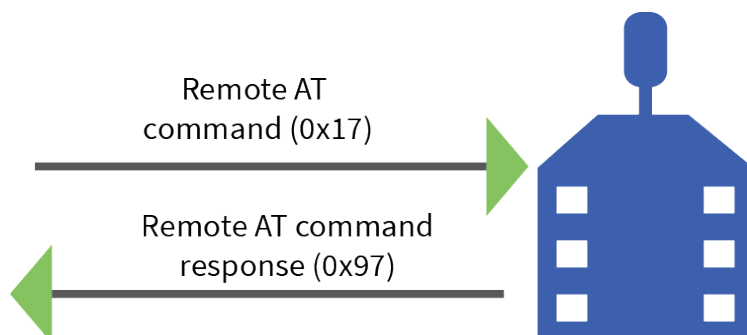 Remote AT
command (0x17)
Remote AT command
response (0x97)